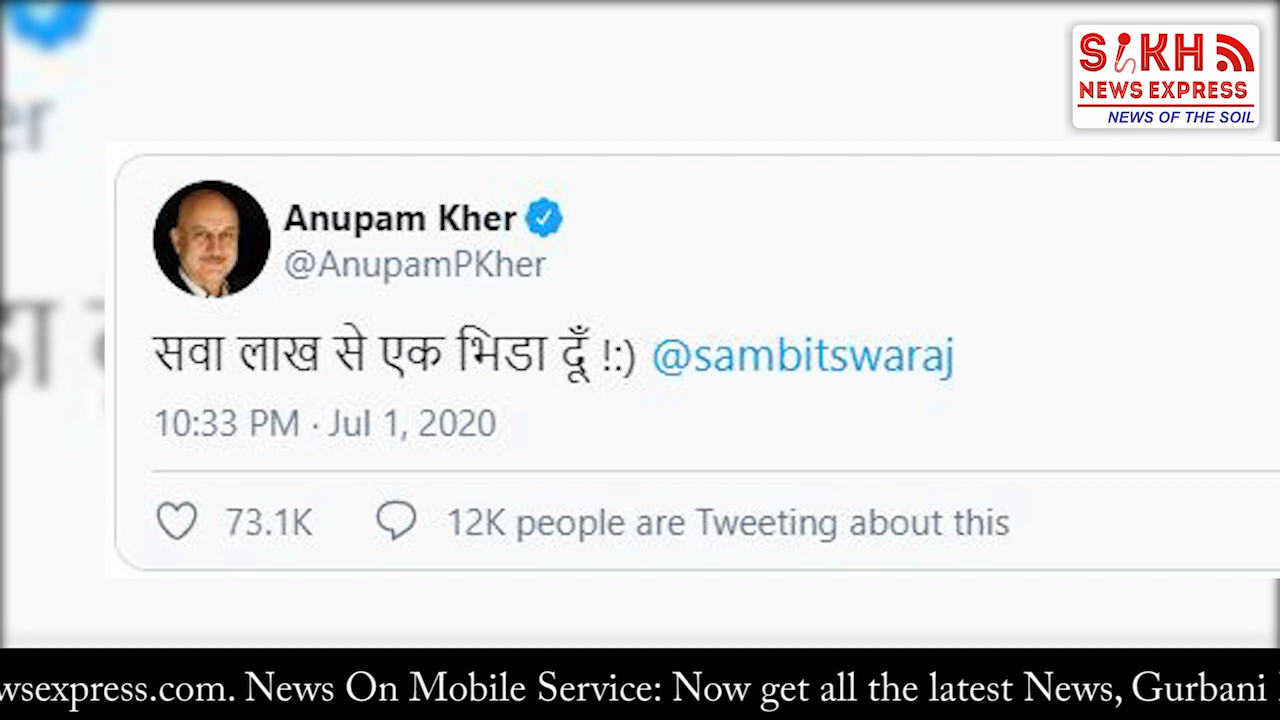 SiKH
NEWS EXPRESS
NEWS OF THE SOIL
Anupam Kher
@AnupamPKher
सवा लाख से एक भिडा दूँ !:) @sambitswaraj
10:33 PM · Jul 1, 2020
73.1K 12K people are Tweeting about this
wsexpress.com. News On Mobile Service: Now get all the latest News, Gurbani